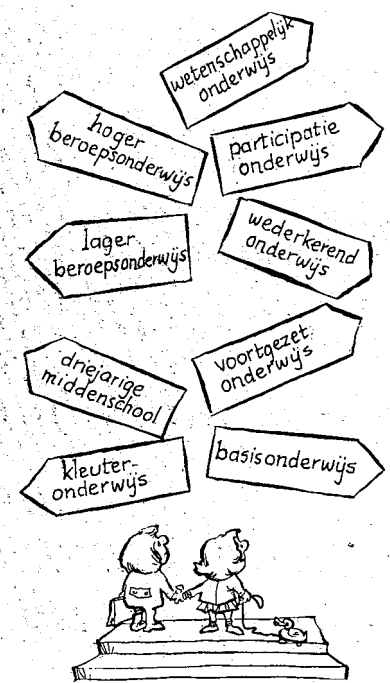 wetenschappelijk
onderwijs
hoger
beroepsonderwijs
participatie
onderwijs
lager
beroepsonderwijs
wederkerend
onderwijs
driejarige
middenschool
voortgezet
onderwijs
kleuter-
onderwijs
basisonderwijs